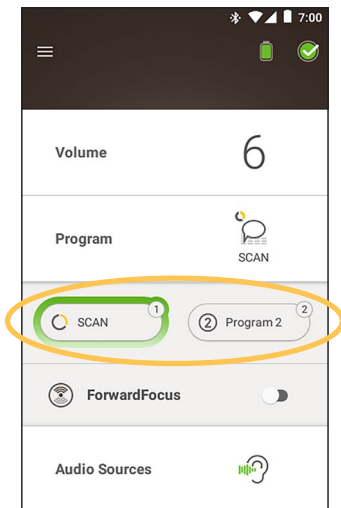 7:00
Volume 6
Program
SCAN
SCAN 1
2 Program 2 2
ForwardFocus
Audio Sources